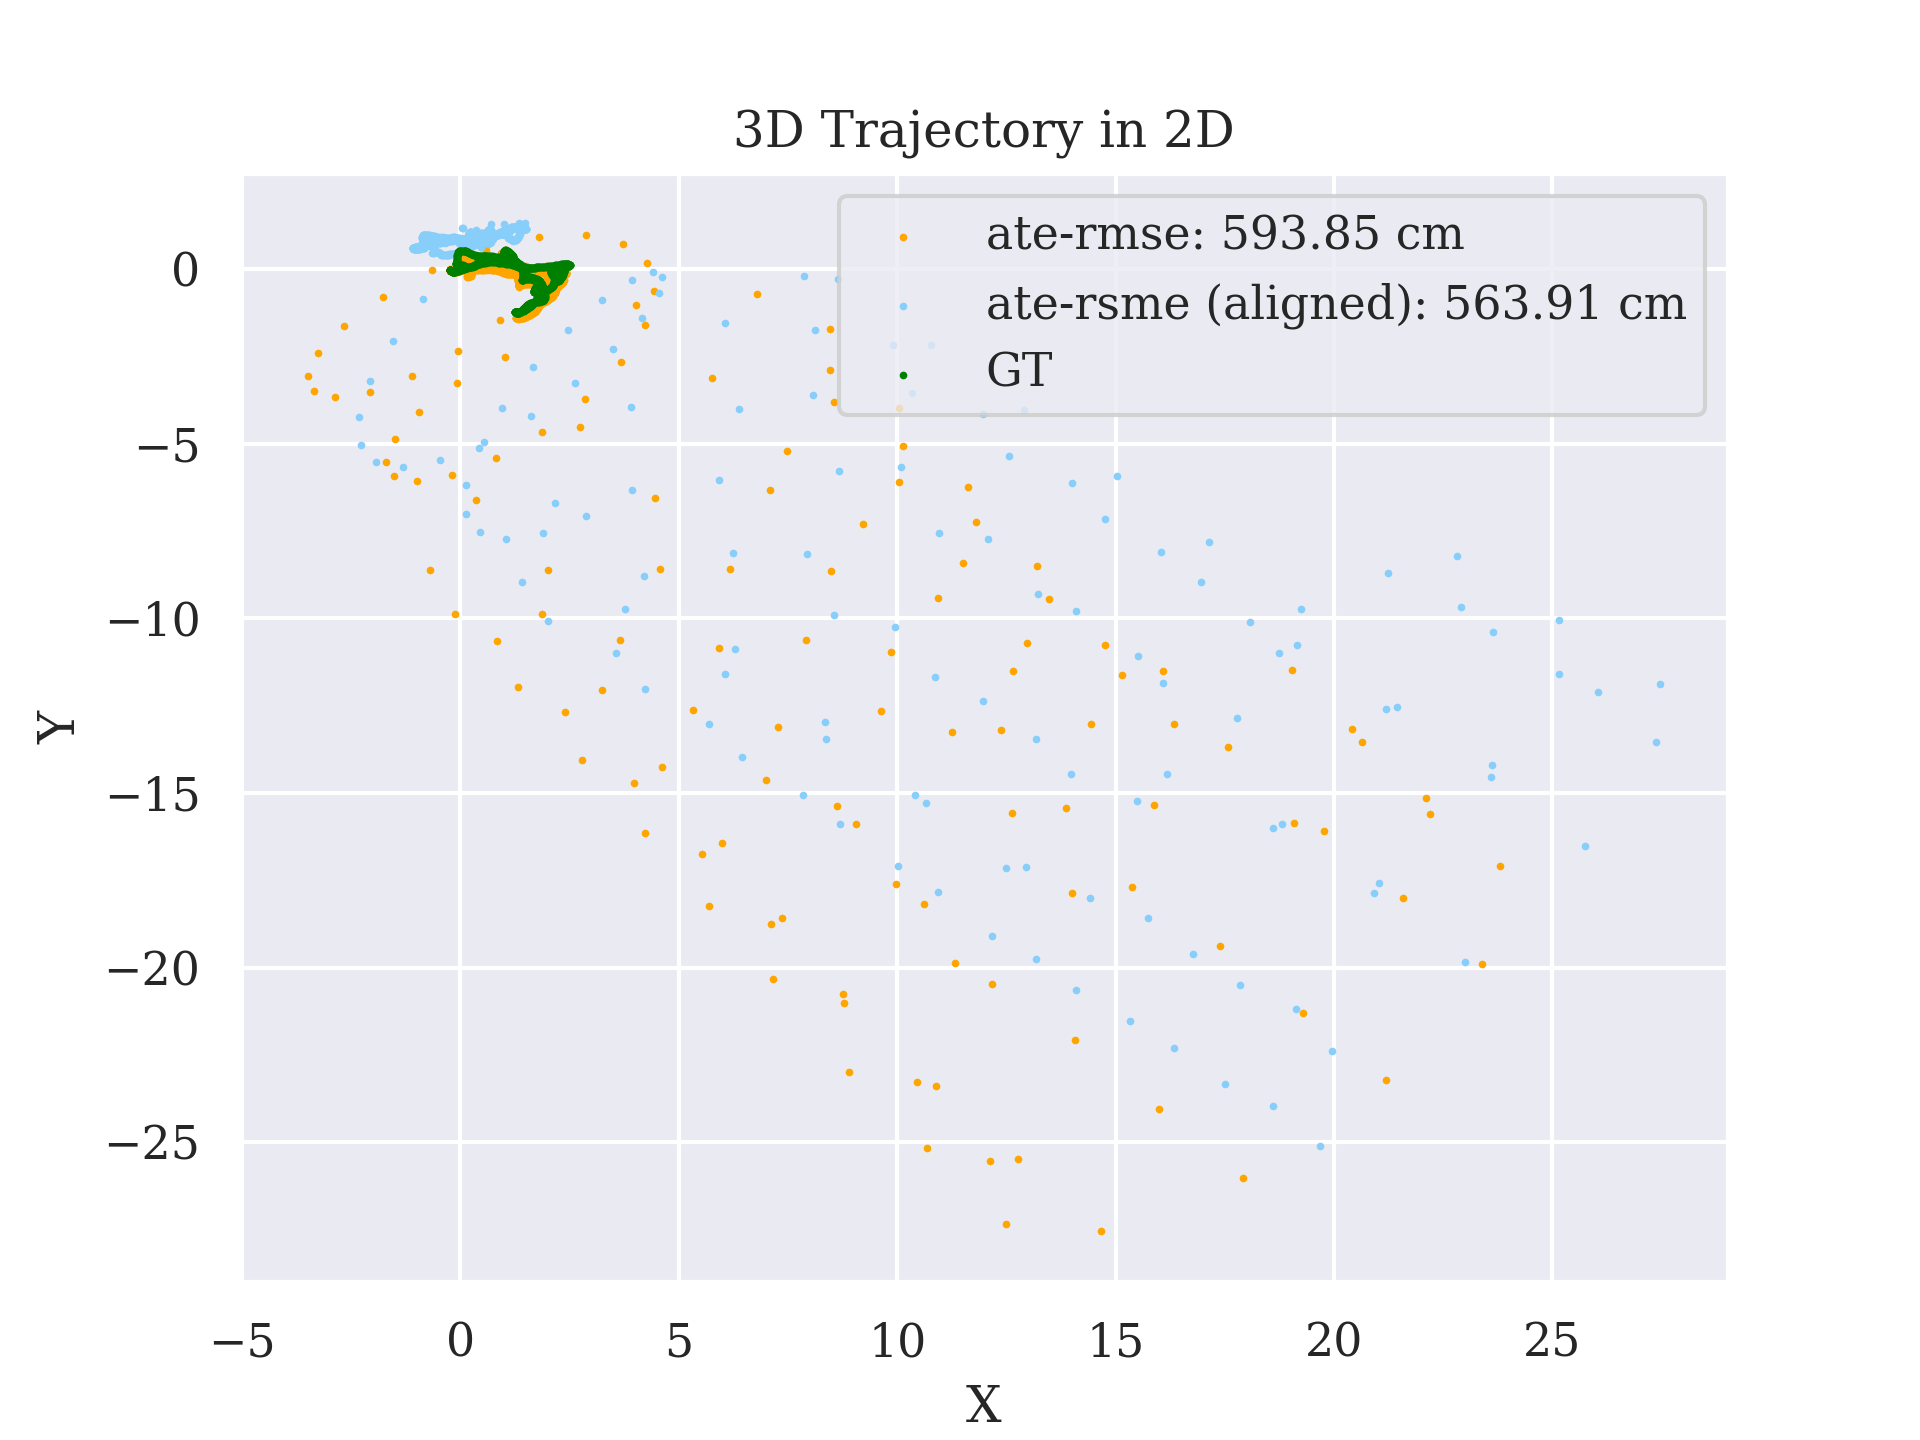 3D Trajectory in 2D
ate-rmse: 593.85 cm
ate-rsme (aligned): 563.91 cm
GT
0
−5
−10
−15
−20
−25
Y
−5 0 5 10 15 20 25
X